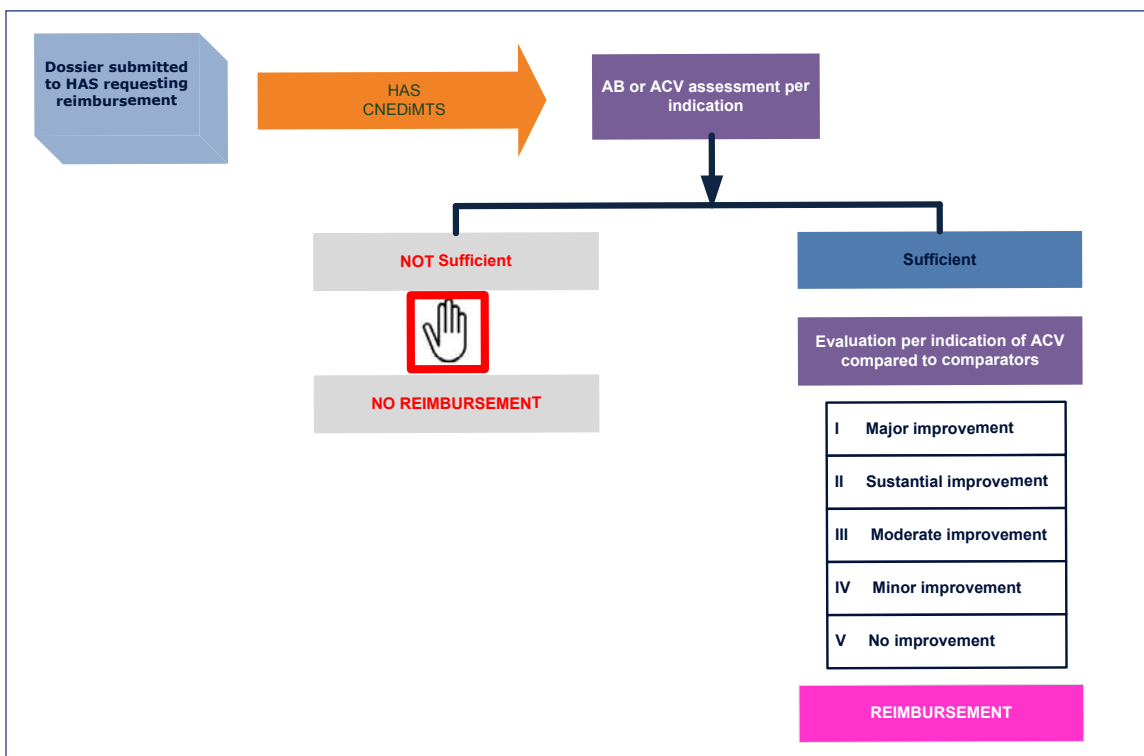 Dossier submitted
to HAS requesting
reimbursement
HAS
CNEDiMTS
AB or ACV assessment per
indication
NOT Sufficient
NO REIMBURSEMENT
Sufficient
Evaluation per indication of ACV
compared to comparators
I Major improvement
II Sustantial improvement
III Moderate improvement
IV Minor improvement
V No improvement
REIMBURSEMENT